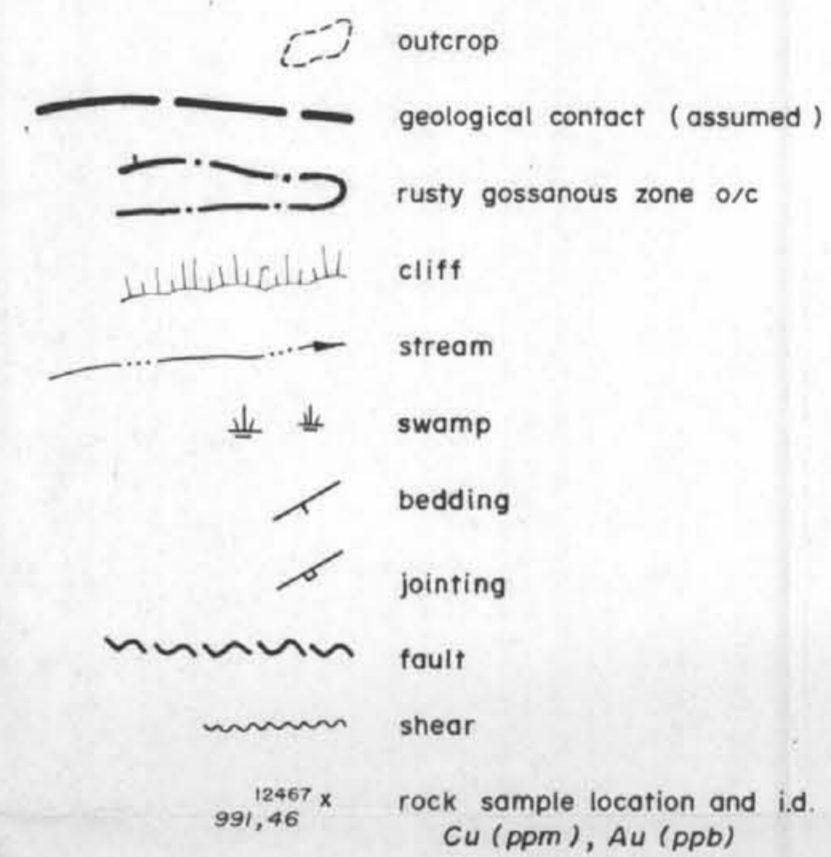 outcrop
geological contact (assumed)
rusty gossanous zone o/c
cliff
stream
swamp
bedding
jointing
fault
shear
12467 x rock sample location and i.d.
991,46 Cu (ppm), Au (ppb)